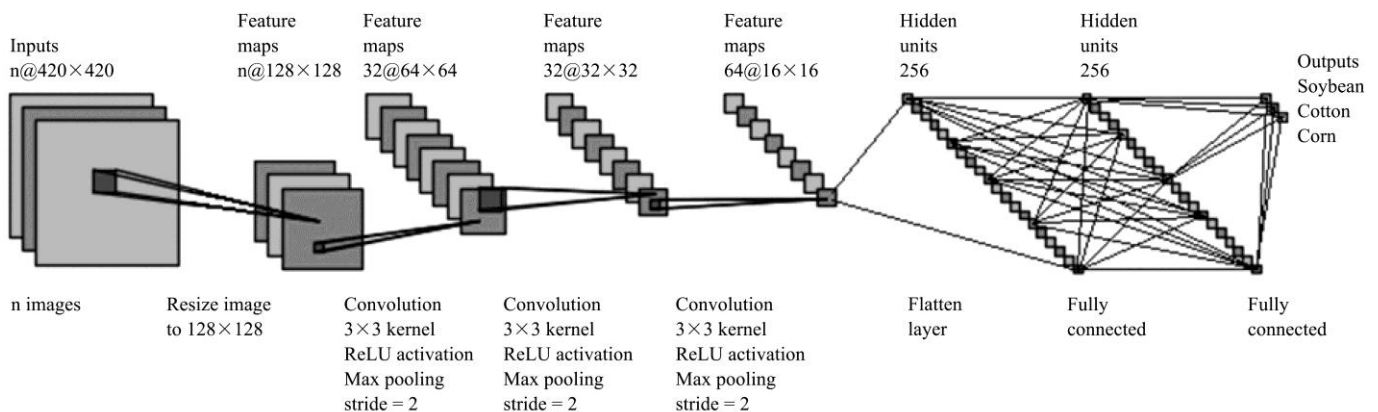 Inputs
n@420×420
Feature
maps
n@128×128
Feature
maps
32@64×64
Feature
maps
32@32×32
Feature
maps
64@16×16
Hidden
units
256
Hidden
units
256
Outputs
Soybean
Cotton
Corn
n images
Resize image
to 128×128
Convolution
3×3 kernel
ReLU activation
Max pooling
stride = 2
Convolution
3×3 kernel
ReLU activation
Max pooling
stride = 2
Convolution
3×3 kernel
ReLU activation
Max pooling
stride = 2
Flatten
layer
Fully
connected
Fully
connected